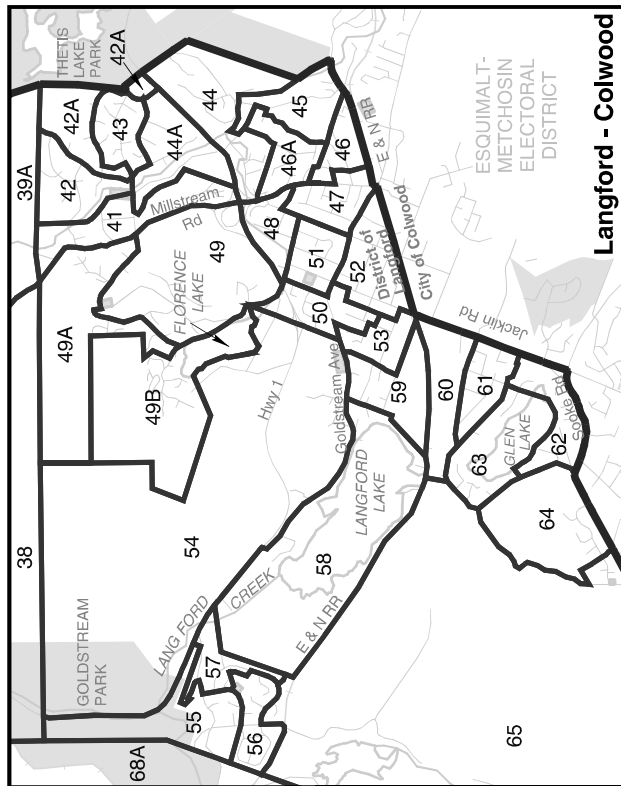 THETIS
LAKE
PARK
42A
42A
43
44
44A
45
46A
46
E & N RR
39A
42
41
Millstream
Rd
48
47
49
FLORENCE
LAKE
51
52
50
53
District of
Langford
City of Colwood
ESQUIMALT-
METCHOSIN
ELECTORAL
DISTRICT
Langford - Colwood
49A
49B
Hwy 1
Goldstream Ave
59
60
61
Jacklin Rd
Sooke Rd
62
GLEN
LAKE
63
64
LANGFORD
LAKE
58
38
54
GOLDSTREAM
PARK
LANG FORD
CREEK
E & N RR
57
55
56
68A
65